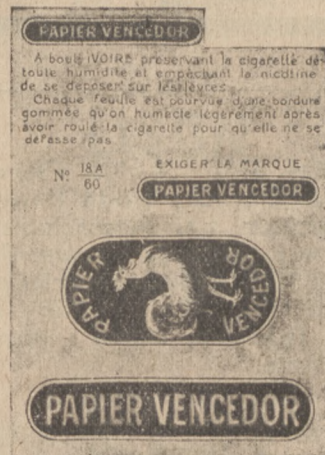 PAPIER VENCEDOR
A bouts IVOIRE préservant la cigarette de
toute humidité et empêchant la nicotine
de se déposer sur les lèvres
Chaque feuille est pourvue d'une bordure
gommée qu'on humecte légèrement après
avoir roulé la cigarette pour qu'elle ne se
défasse pas
No. 18 A
60
EXIGER LA MARQUE
PAPIER VENCEDOR
PAPIER
VENCEDOR
PAPIER VENCEDOR